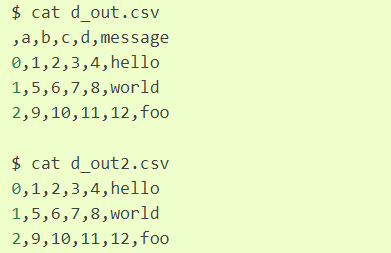 $ cat d_out.csv
,a,b,c,d,message
0,1,2,3,4,hello
1,5,6,7,8,world
2,9,10,11,12,foo
$ cat d_out2.csv
0,1,2,3,4,hello
1,5,6,7,8,world
2,9,10,11,12,foo